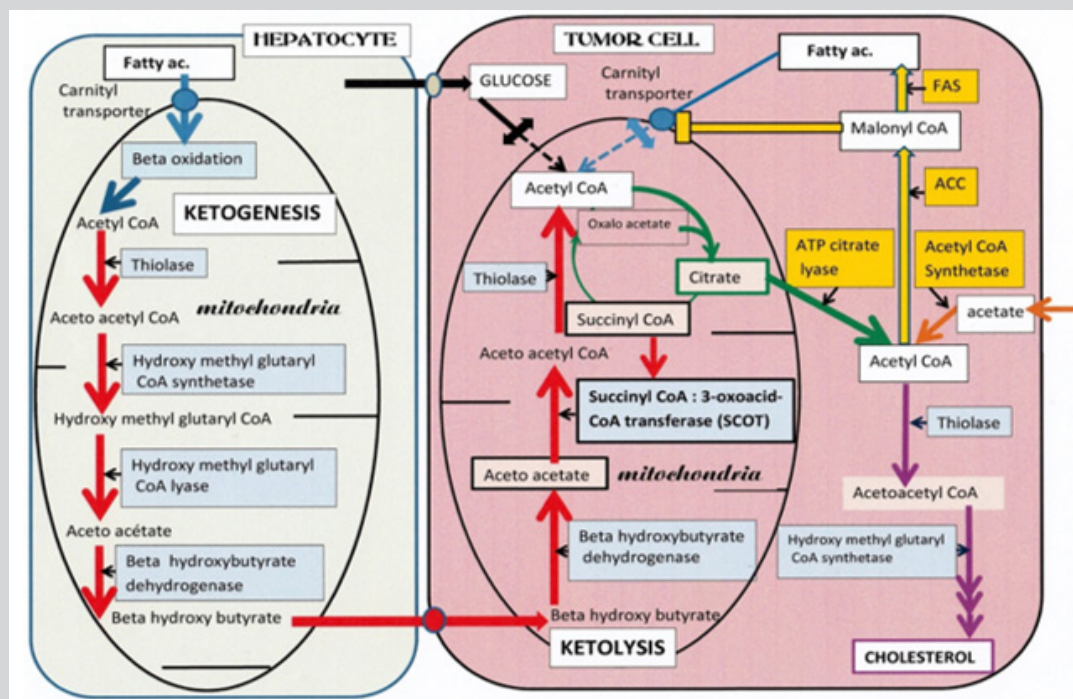 HEPATOCYTE
Fatty ac.
Carnityl
transporter
Beta oxidation
Acetyl CoA
KETOGENESIS
Thiolase
Aceto acetyl CoA
mitochondria
Hydroxy methyl glutaryl
CoA synthetase
Hydroxy methyl glutaryl CoA
Hydroxy methyl glutaryl
CoA lyase
Aceto acétate
Beta hydroxybutyrate
dehydrogenase
Beta hydroxy butyrate
TUMOR CELL
GLUCOSE
Carnityl
transporter
Fatty ac.
FAS
Malonyl CoA
ACC
Acetyl CoA
Oxalo acetate
Thiolase
Citrate
ATP citrate
lyase
Acetyl CoA
Synthetase
acetate
Succinyl CoA
Aceto acetyl CoA
Acetyl CoA
Succinyl CoA : 3-oxoacid-
CoA transferase (SCOT)
Thiolase
Aceto acetate
mitochondria
Acetoacetyl CoA
Beta hydroxybutyrate
dehydrogenase
Hydroxy methyl glutaryl
CoA synthetase
Beta hydroxy butyrate
KETOLYSIS
CHOLESTEROL